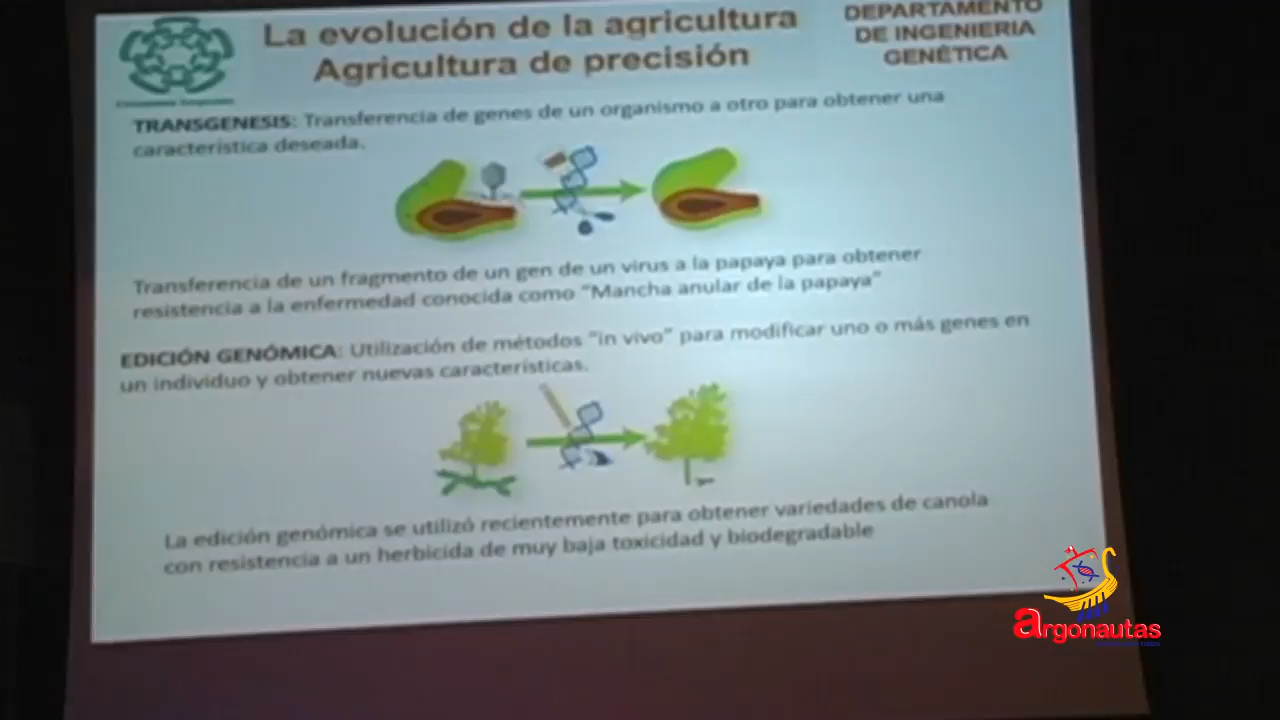 La evolución de la agricultura
Agricultura de precisión
DEPARTAMENTO
DE INGENIERIA
GENÉTICA
TRANSGENESIS: Transferencia de genes de un organismo a otro para obtener una
característica deseada.
Transferencia de un fragmento de un gen de un virus a la papaya para obtener
resistencia a la enfermedad conocida como "Mancha anular de la papaya"
EDICIÓN GENÓMICA: Utilización de métodos "in vivo" para modificar uno o más genes en
un individuo y obtener nuevas características.
La edición genómica se utilizó recientemente para obtener variedades de canola
con resistencia a un herbicida de muy baja toxicidad y biodegradable
argonautas